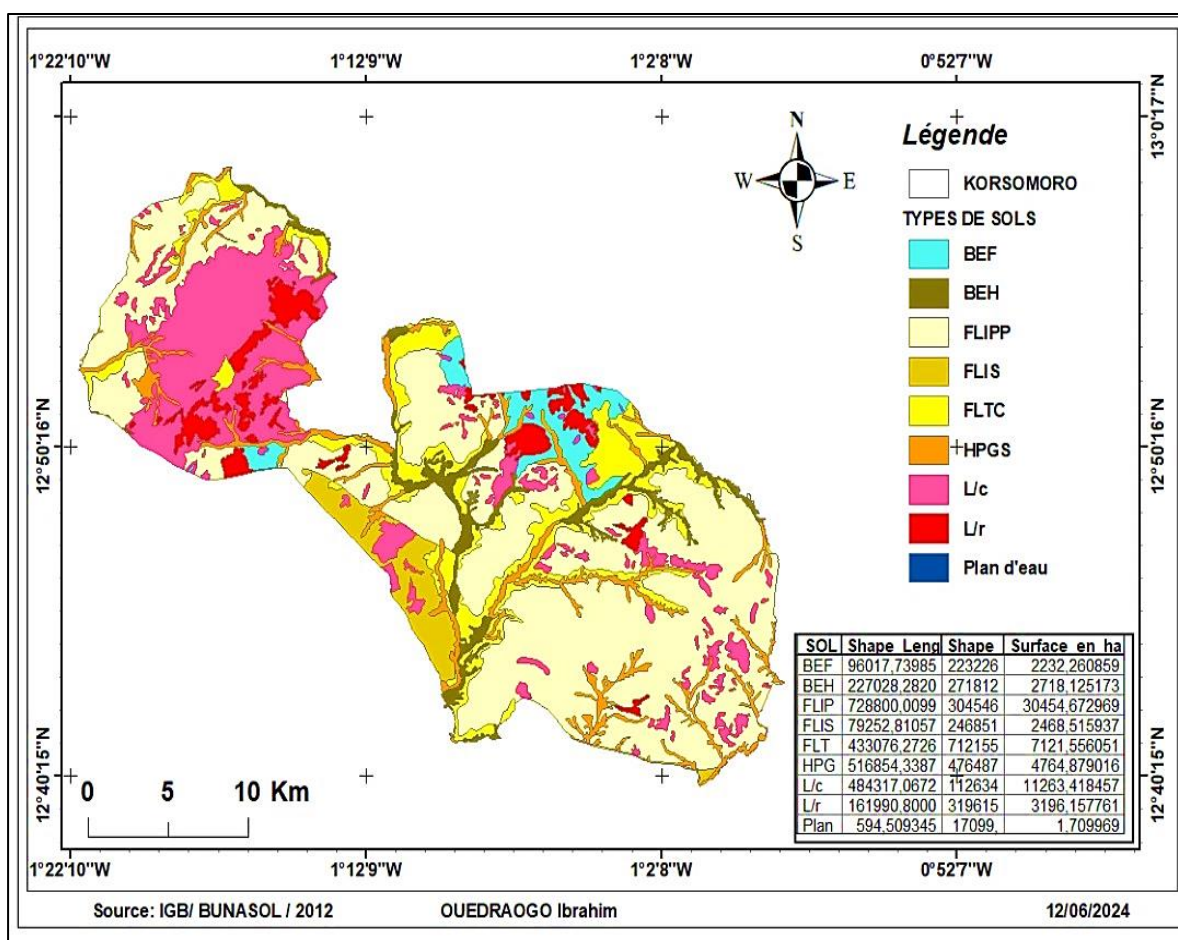 1°22'10"W 1°12'9"W 1°2'8"W 0°52'7"W
13°0'17"N
N
W E
S
Légende
KORSOMORO
TYPES DE SOLS
BEF
BEH
FLIPP
FLIS
FLTC
HPGS
L/c
L/r
Plan d'eau
12°50'16"N 12°50'16"N
SOL Shape_Leng Shape Surface_en_ha
BEF 96017,73985 223226 2232,260859
BEH 227028,2820 271812 2718,125173
FLIP 728800,0099 304546 30454,672969
FLIS 79252,81057 246851 2468,515937
FLT 433076,2726 712155 7121,556051
HPG 516854,3387 476487 4764,879016
L/c 484317,0672 112634 11263,418457
L/r 161990,8000 319615 3196,157761
Plan 594,509345 17099, 1,709969
12°40'15"N 12°40'15"N
0 5 10 Km
1°22'10"W 1°12'9"W 1°2'8"W 0°52'7"W
Source: IGB/ BUNASOL / 2012 OUEDRAOGO Ibrahim 12/06/2024